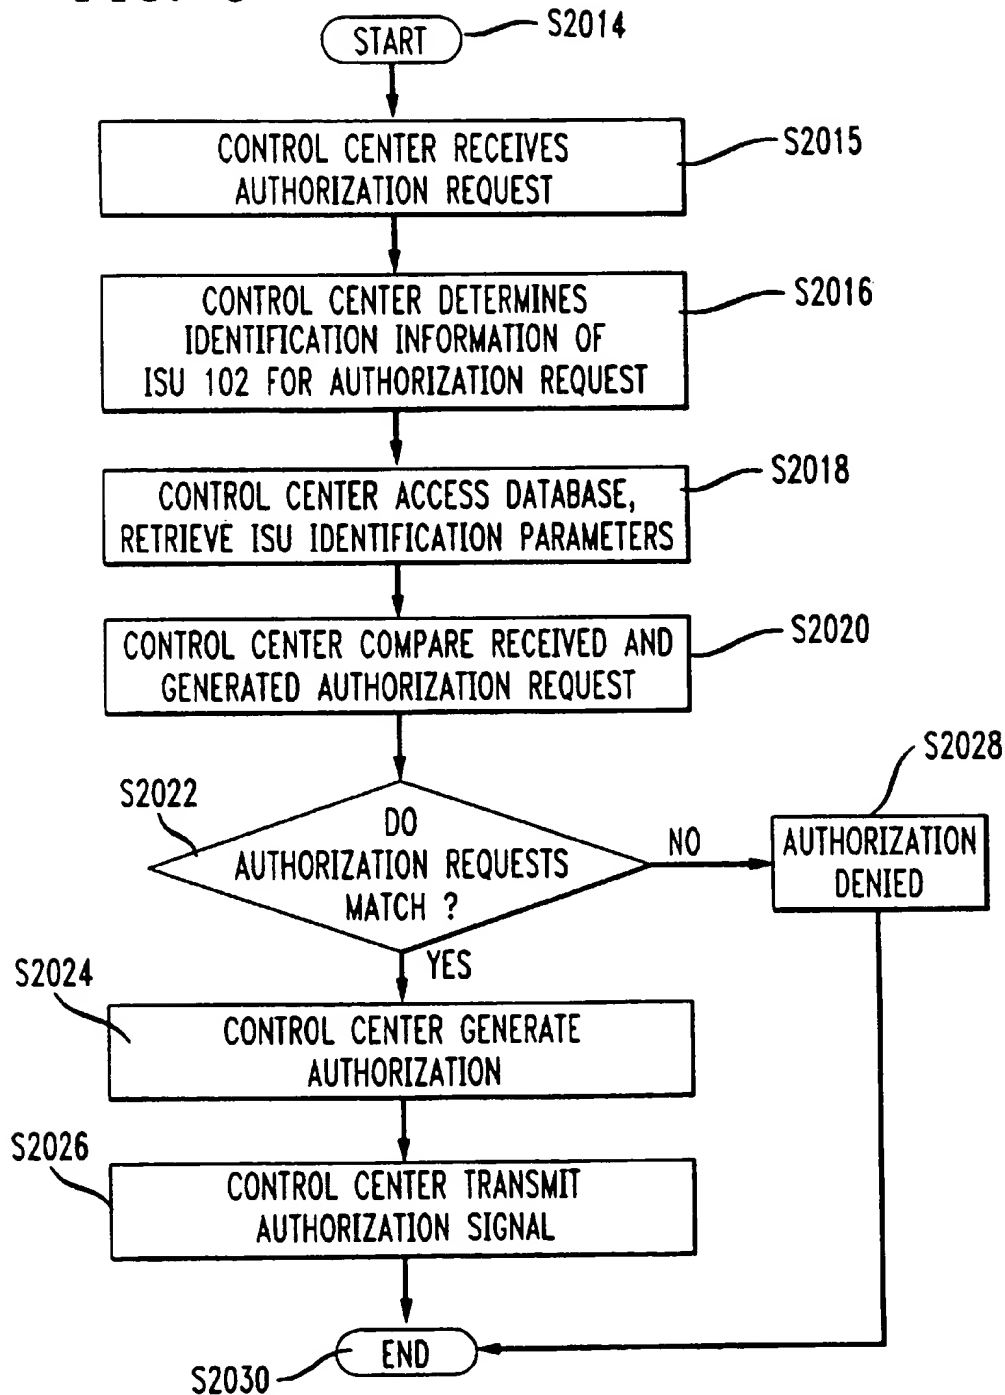 START
S2014
CONTROL CENTER RECEIVES
AUTHORIZATION REQUEST
S2015
CONTROL CENTER DETERMINES
IDENTIFICATION INFORMATION OF
ISU 102 FOR AUTHORIZATION REQUEST
S2016
CONTROL CENTER ACCESS DATABASE,
RETRIEVE ISU IDENTIFICATION PARAMETERS
S2018
CONTROL CENTER COMPARE RECEIVED AND
GENERATED AUTHORIZATION REQUEST
S2020
S2022
DO
AUTHORIZATION REQUESTS
MATCH ?
NO
S2028
AUTHORIZATION
DENIED
YES
S2024
CONTROL CENTER GENERATE
AUTHORIZATION
S2026
CONTROL CENTER TRANSMIT
AUTHORIZATION SIGNAL
END
S2030